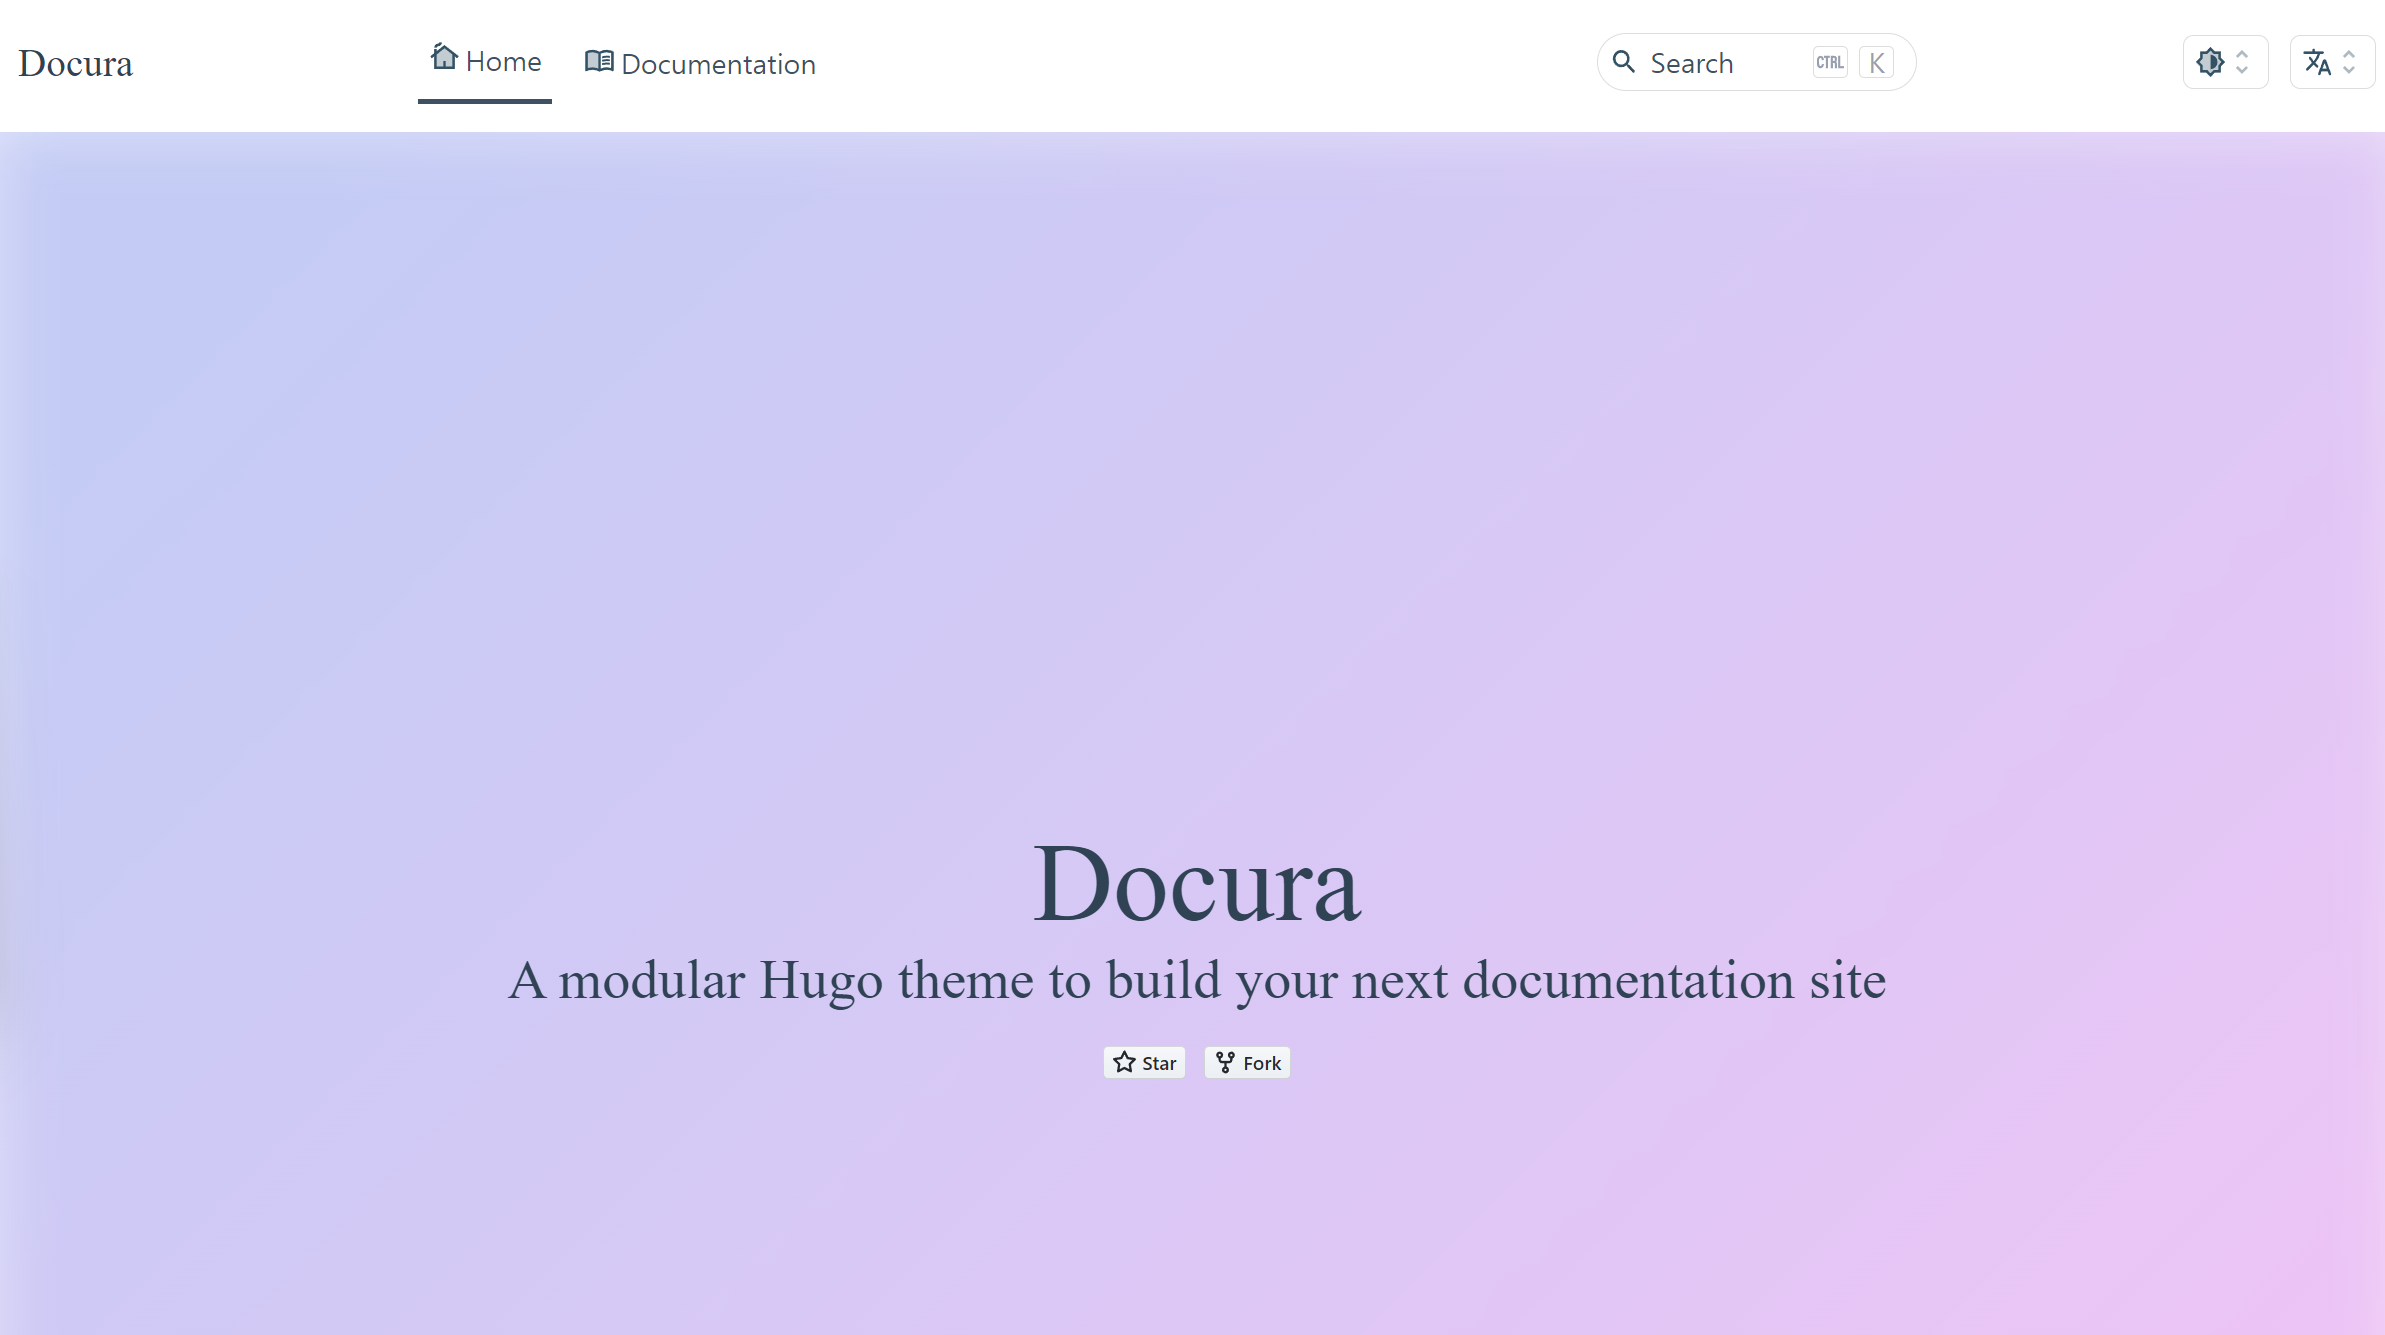 Docura
Home
Documentation
Search
CTRL K
Docura
A modular Hugo theme to build your next documentation site
Star
Fork